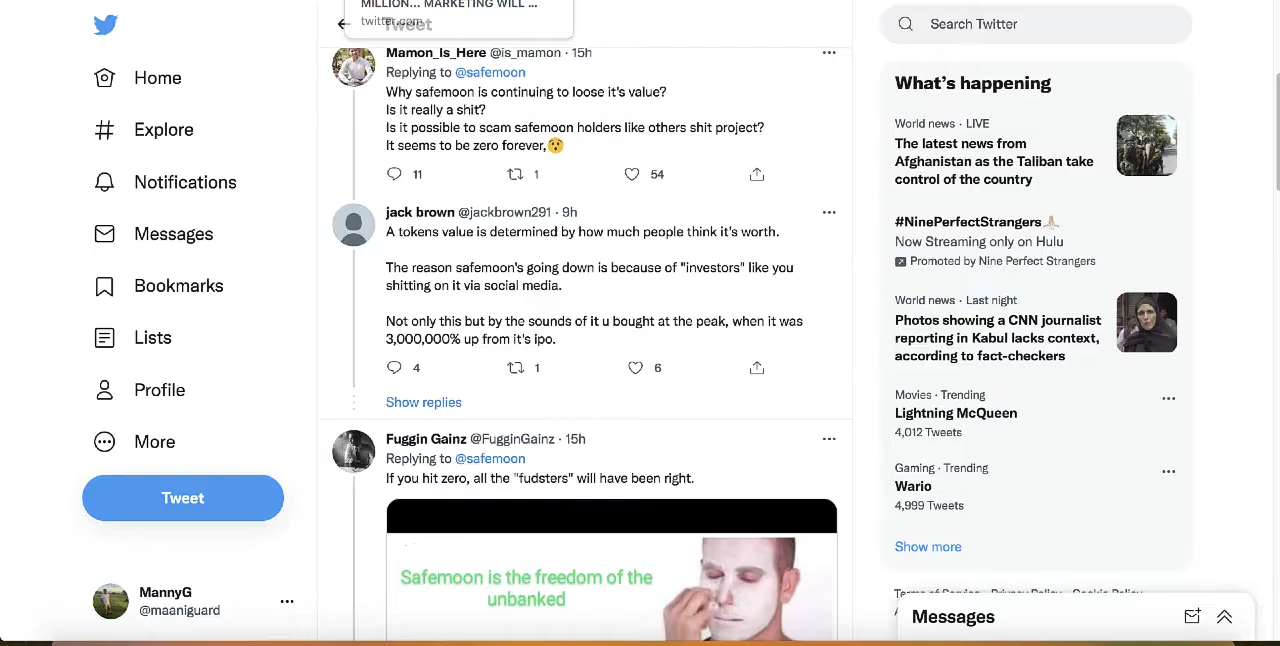 MILLION... MARKETING WILL ...
twitter.com
Tweet
Home
Explore
Notifications
Messages
Bookmarks
Lists
Profile
More
Tweet
MannyG
@maaniguard
Mamon_Is_Here @is_mamon · 15h
Replying to @safemoon
Why safemoon is continuing to loose it's value?
Is it really a shit?
Is it possible to scam safemoon holders like others shit project?
It seems to be zero forever,😯
11 1 54
jack brown @jackbrown291 · 9h
A tokens value is determined by how much people think it's worth.
The reason safemoon's going down is because of "investors" like you
shitting on it via social media.
Not only this but by the sounds of it u bought at the peak, when it was
3,000,000% up from it's ipo.
4 1 6
Show replies
Fuggin Gainz @FugginGainz · 15h
Replying to @safemoon
If you hit zero, all the "fudsters" will have been right.
Safemoon is the freedom of the
unbanked
Search Twitter
What's happening
World news · LIVE
The latest news from
Afghanistan as the Taliban take
control of the country
#NinePerfectStrangers
Now Streaming only on Hulu
Promoted by Nine Perfect Strangers
World news · Last night
Photos showing a CNN journalist
reporting in Kabul lacks context,
according to fact-checkers
Movies · Trending
Lightning McQueen
4,012 Tweets
Gaming · Trending
Wario
4,999 Tweets
Show more
Terms of Service Privacy Policy Cookie Policy
Messages